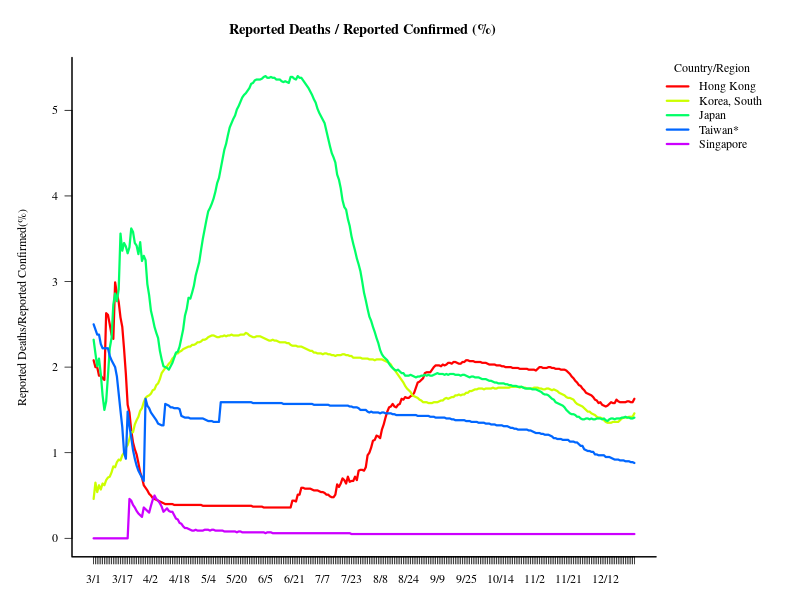 Reported Deaths / Reported Confirmed (%)
Country/Region
Hong Kong
Korea, South
Japan
Taiwan*
Singapore
Reported Deaths/Reported Confirmed(%)
5
4
3
2
1
0
3/1 3/17 4/2 4/18 5/4 5/20 6/5 6/21 7/7 7/23 8/8 8/24 9/9 9/25 10/14 11/2 11/21 12/12